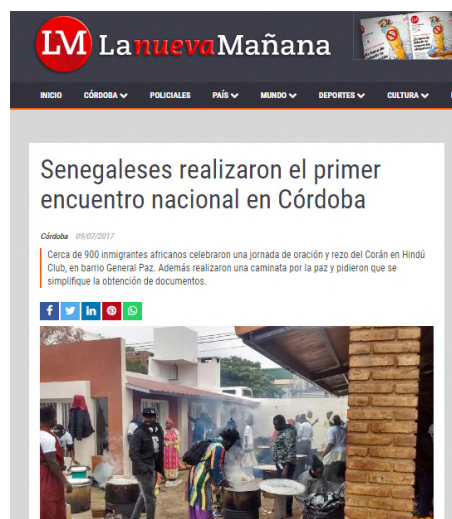 LM LanuevaMañana
INICIO CÓRDOBA POLICIALES PAÍS MUNDO DEPORTES CULTURA
Senegaleses realizaron el primer
encuentro nacional en Córdoba
Córdoba 09/07/2017
Cerca de 900 inmigrantes africanos celebraron una jornada de oración y rezo del Corán en Hindú
Club, en barrio General Paz. Además realizaron una caminata por la paz y pidieron que se
simplifique la obtención de documentos.